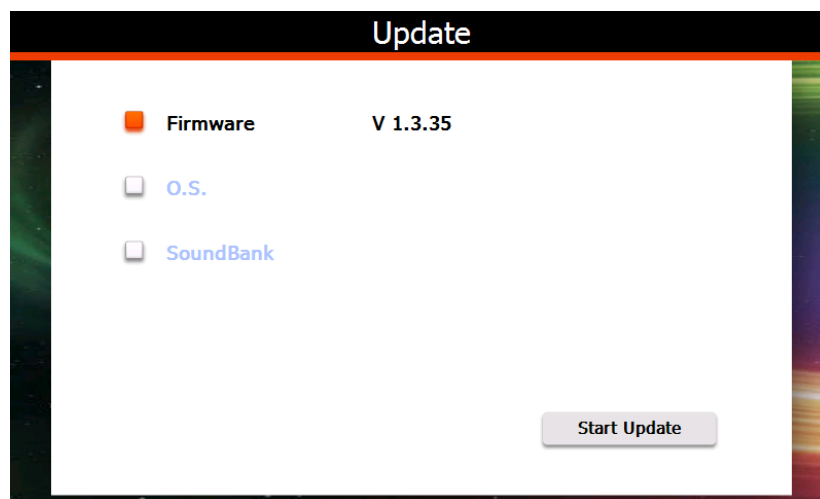 Update
Firmware V 1.3.35
O.S.
SoundBank
Start Update